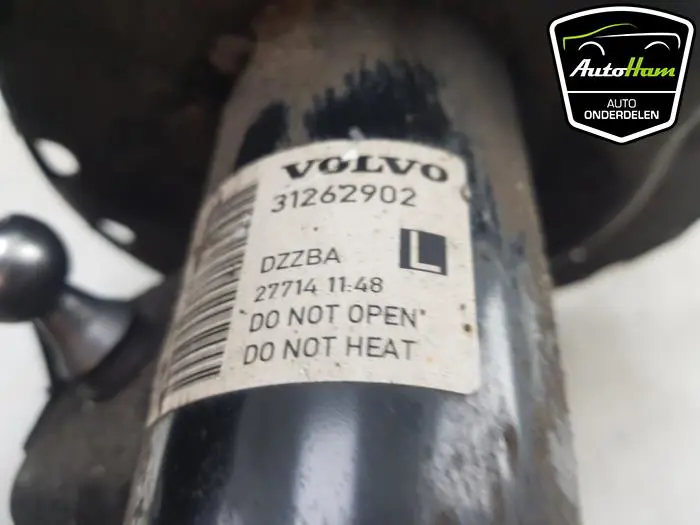 AutoHam
AUTO
ONDERDELEN
VOLVO
31262902
DZZBA L
27714 11-48
"DO NOT OPEN"
DO NOT HEAT